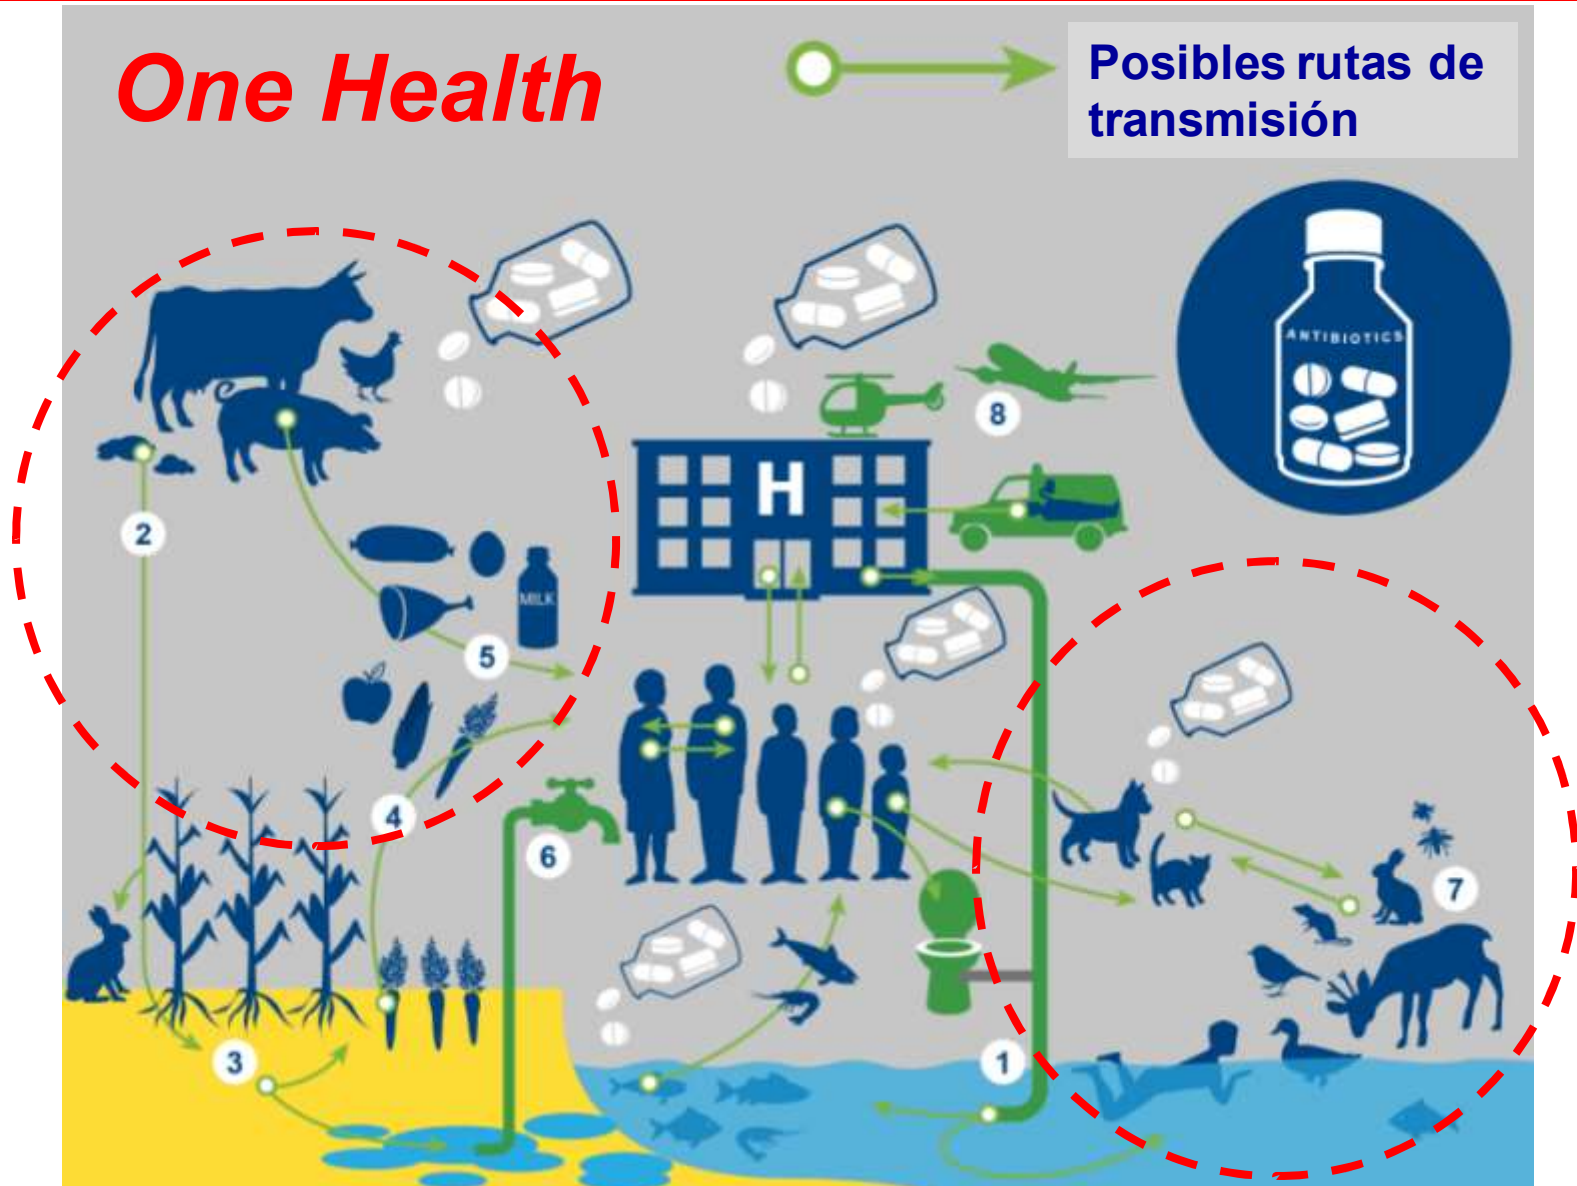 One Health
Posibles rutas de
transmisión
ANTIBIOTICS
8
H
2
MILK
5
4
6
7
3
1